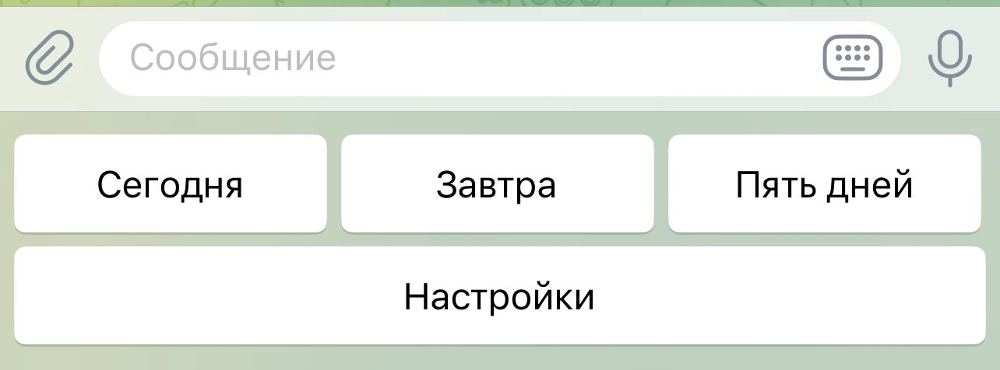 Сообщение
Сегодня
Завтра
Пять дней
Настройки